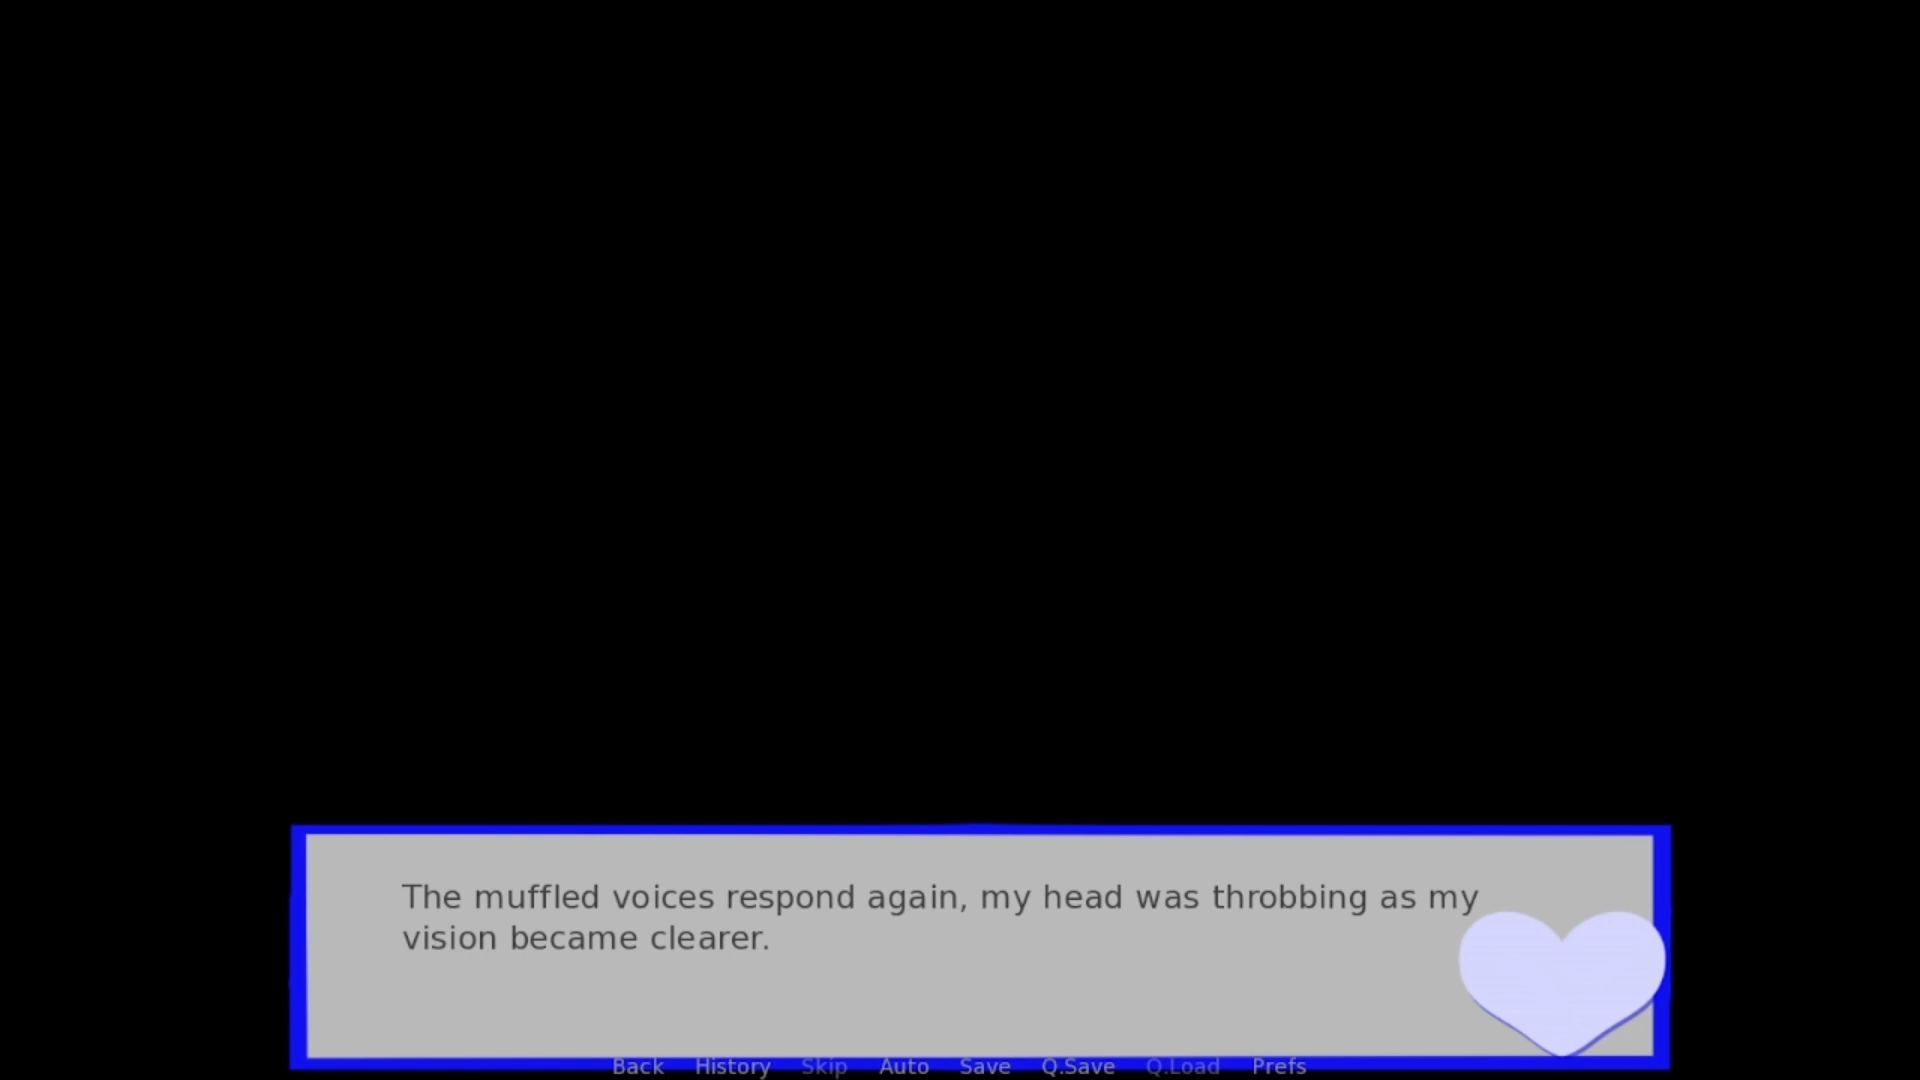 The muffled voices respond again, my head was throbbing as my
vision became clearer.
Back History Skip Auto Save Q.Save Q.Load Prefs